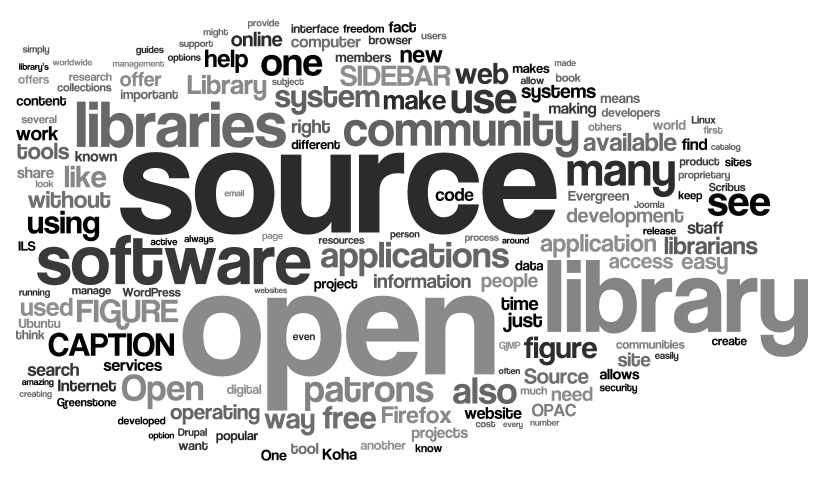 provide
might interface freedom fact
support online computer browser users
simply guides
options help one members new
library's worldwide management
offers research offer Library subject SIDEBAR web makes made
collections allow book
content important system make use systems means
several libraries right community making developers
work different others world Linux
first
tools known available find catalog
share like source many product sites
look proprietary
without email code Evergreen keep Scribus
Joomla see
using development
release staff
ILS active always page resources person process around application librarians
software applications data access easy
project information people
running manage WordPress websites library
used FIGURE open time
Ubuntu just
think CAPTION even GIMP figure communities create
services site easily
search often Source allows
amazing Internet Open digital patrons also much need security
creating
Greenstone operating way free Firefox website OPAC
developed cost every number
option Drupal popular projects
want One tool Koha another know